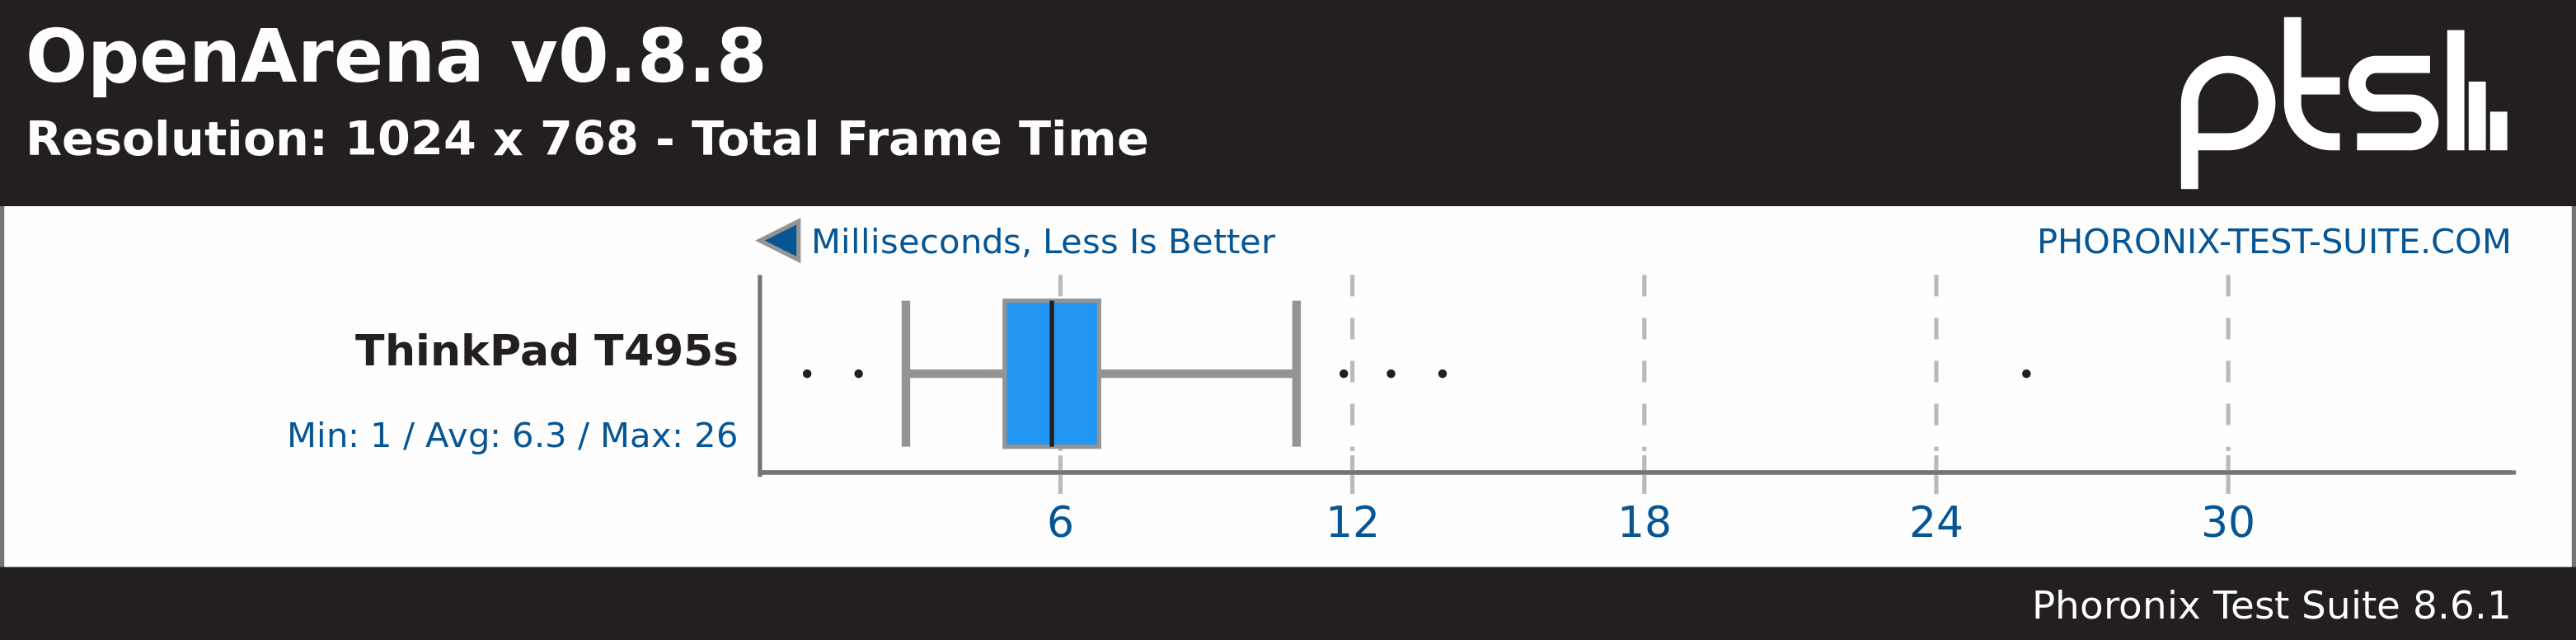 OpenArena v0.8.8
Resolution: 1024 x 768 - Total Frame Time
ptsl
Milliseconds, Less Is Better
PHORONIX-TEST-SUITE.COM
ThinkPad T495s
Min: 1 / Avg: 6.3 / Max: 26
6 12 18 24 30
Phoronix Test Suite 8.6.1